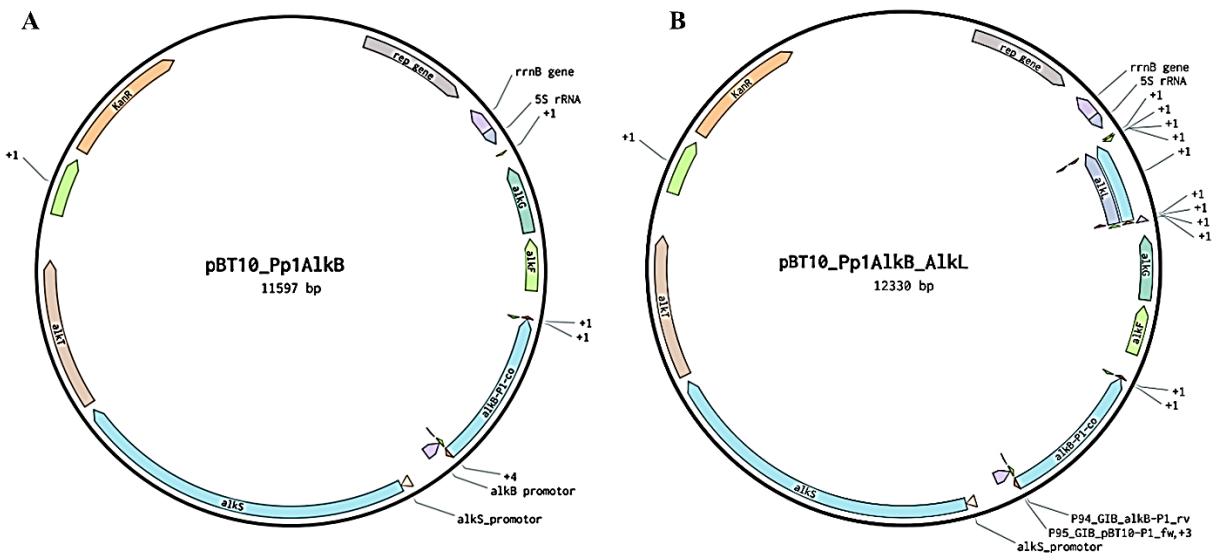 A
rep gene
rrnB gene
5S rRNA
+1
alkG
alkF
+1
+1
alkB-P1-co
+4
alkB promotor
alkS_promotor
alkS
alkT
+1
KanR
pBT10_Pp1AlkB
11597 bp
B
rep gene
rrnB gene
5S rRNA
+1
+1
+1
+1
alkL
+1
+1
+1
+1
alkG
alkF
+1
+1
alkB-P1-co
P94_GIB_alkB-P1_rv
P95_GIB_pBT10-P1_fw,+3
alkS_promotor
alkS
alkT
+1
KanR
pBT10_Pp1AlkB_AlkL
12330 bp